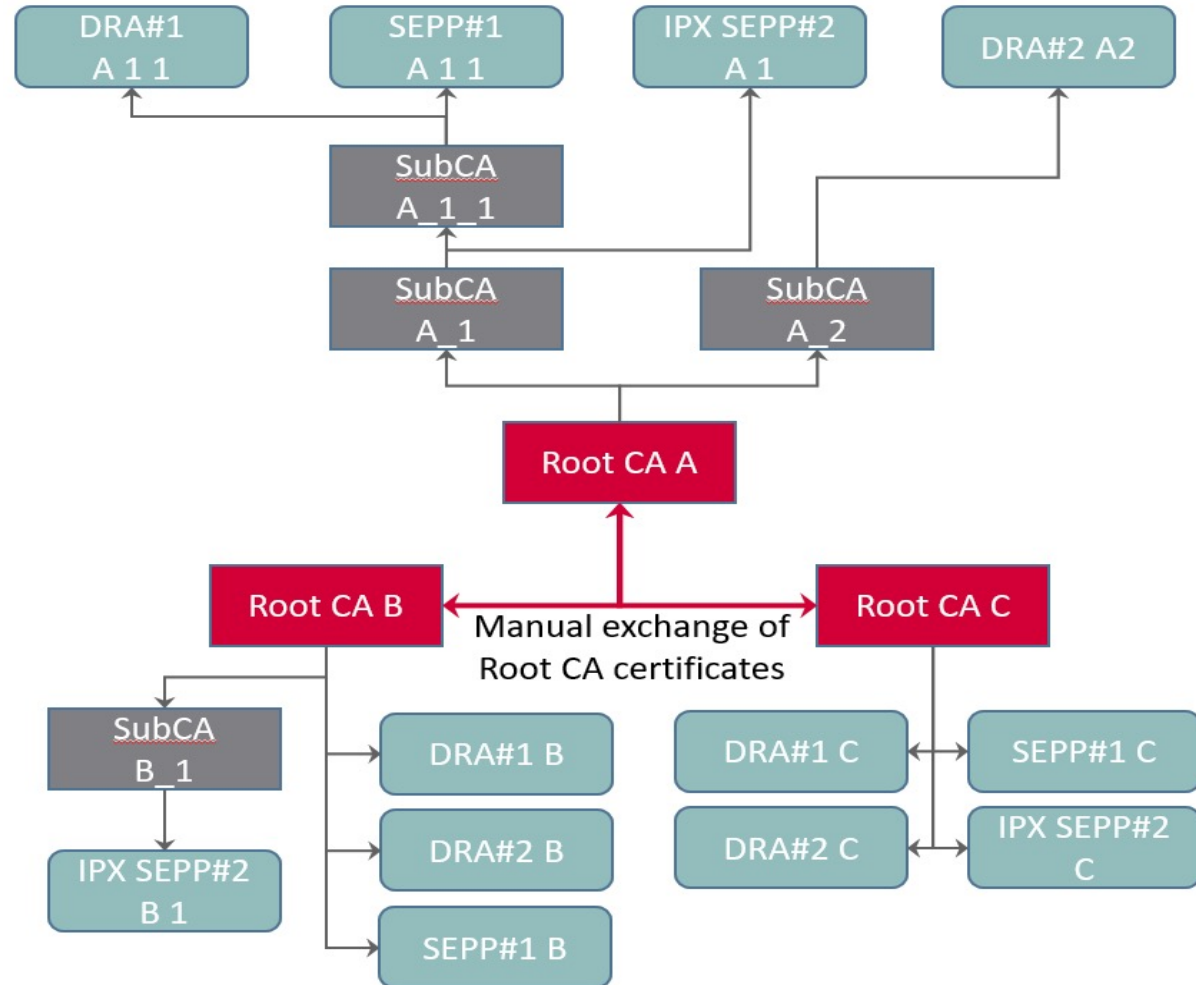 DRA#1
A 1 1
SEPP#1
A 1 1
IPX SEPP#2
A 1
DRA#2 A2
SubCA
A_1_1
SubCA
A_1
SubCA
A_2
Root CA A
Root CA B
Root CA C
Manual exchange of
Root CA certificates
SubCA
B_1
IPX SEPP#2
B 1
DRA#1 B
DRA#2 B
SEPP#1 B
DRA#1 C
SEPP#1 C
DRA#2 C
IPX SEPP#2
C